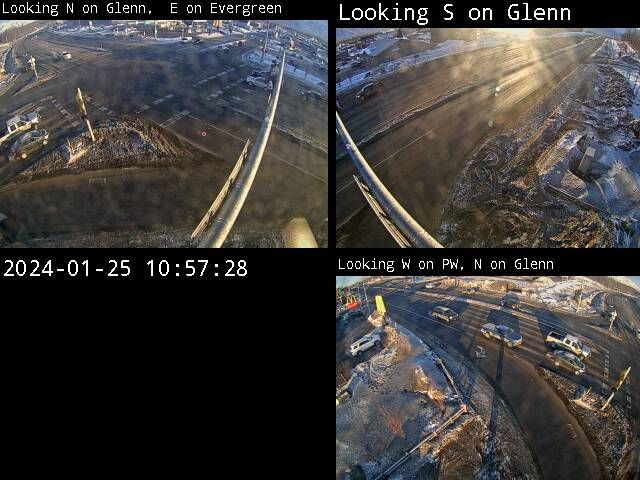 Looking N on Glenn,  E on Evergreen
Looking S on Glenn
2024-01-25 10:57:28
Looking W on PW, N on Glenn